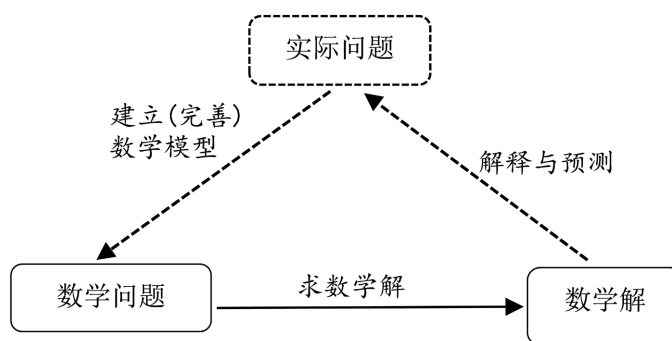 实际问题
建立(完善)
数学模型
解释与预测
数学问题
求数学解
数学解